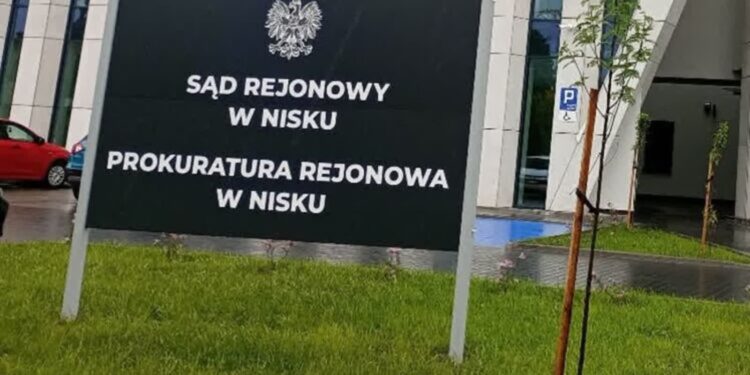 SĄD REJONOWY
W NISKU
PROKURATURA REJONOWA
W NISKU
P